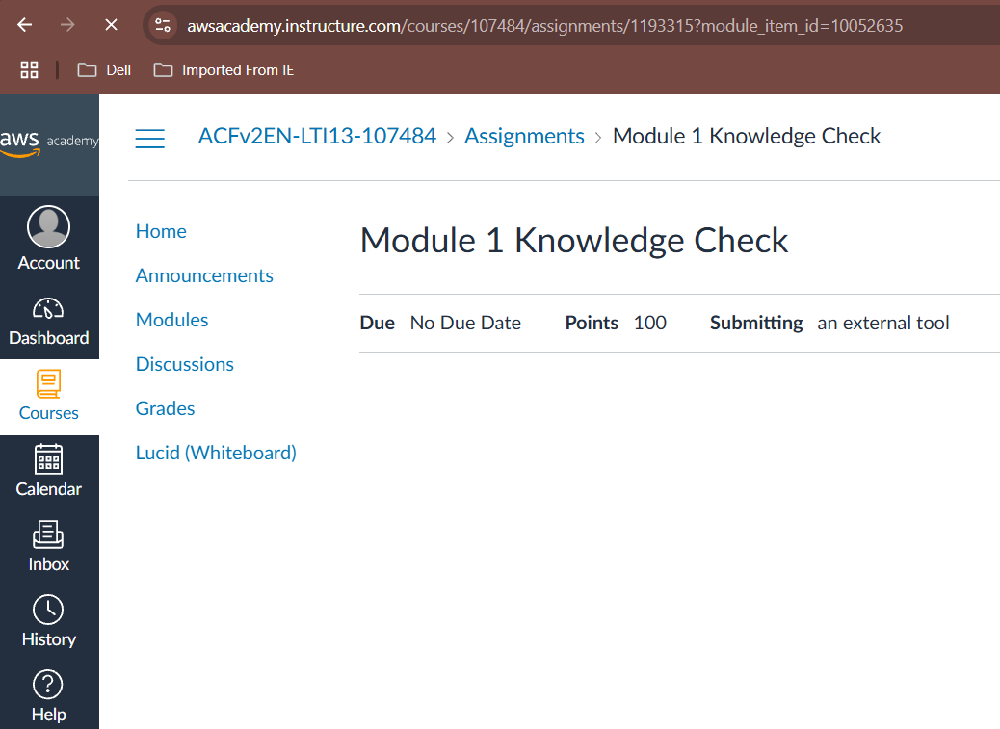 awsacademy.instructure.com/courses/107484/assignments/1193315?module_item_id=10052635
Dell
Imported From IE
aws academy
ACFv2EN-LTI13-107484 > Assignments > Module 1 Knowledge Check
Account
Dashboard
Courses
Calendar
Inbox
History
Help
Home
Announcements
Modules
Discussions
Grades
Lucid (Whiteboard)
Module 1 Knowledge Check
Due No Due Date Points 100 Submitting an external tool